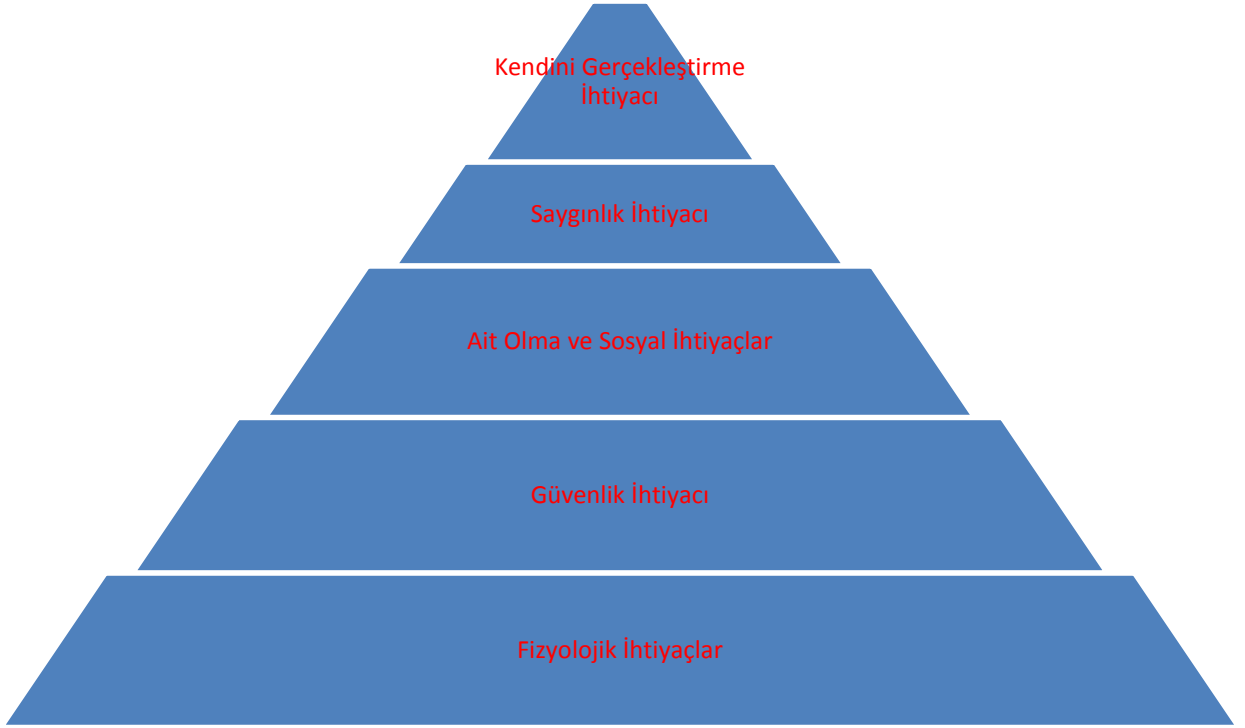 Kendini Gerçekleştirme
İhtiyacı
Saygınlık İhtiyacı
Ait Olma ve Sosyal İhtiyaçlar
Güvenlik İhtiyacı
Fizyolojik İhtiyaçlar